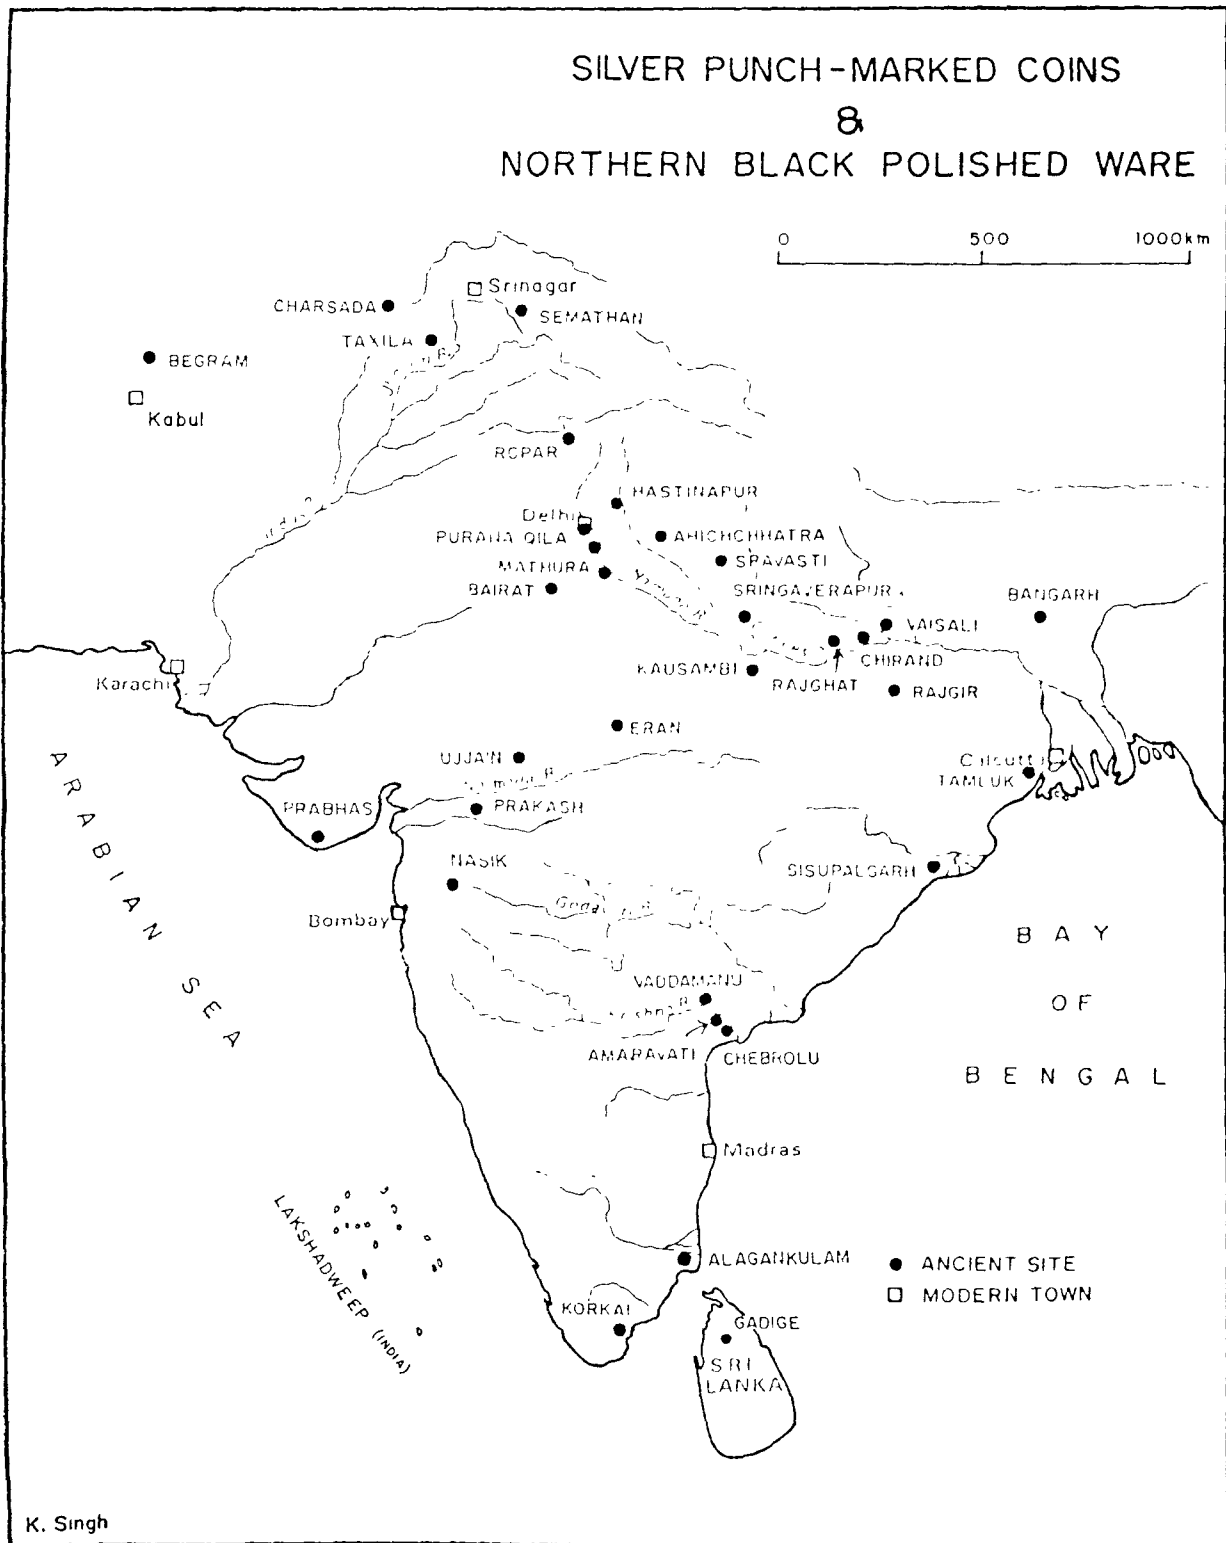 SILVER PUNCH-MARKED COINS
&
NORTHERN BLACK POLISHED WARE
0 500 1000km
Srinagar
CHARSADA
SEMATHAN
TAXILA
BEGRAM
Kabul
ROPAR
HASTINAPUR
Delhi
PURANA QILA
AHICHCHHATRA
MATHURA
SRAVASTI
BAIRAT
Yamuna R.
SRINGAVERAPUR
BANGARH
VAISALI
Karachi
KAUSAMBI
CHIRAND
RAJGHAT
RAJGIR
ERAN
UJJAIN
Calcutta
TAMLUK
PRABHAS
PRAKASH
NASIK
SISUPALGARH
Bombay
ARABIAN SEA
BAY
OF
BENGAL
VADDAMANU
AMARAVATI
CHEBROLU
Madras
LAKSHADWEEP (INDIA)
ALAGANKULAM
ANCIENT SITE
MODERN TOWN
KORKAI
GADIGE
SRI
LANKA
K. Singh